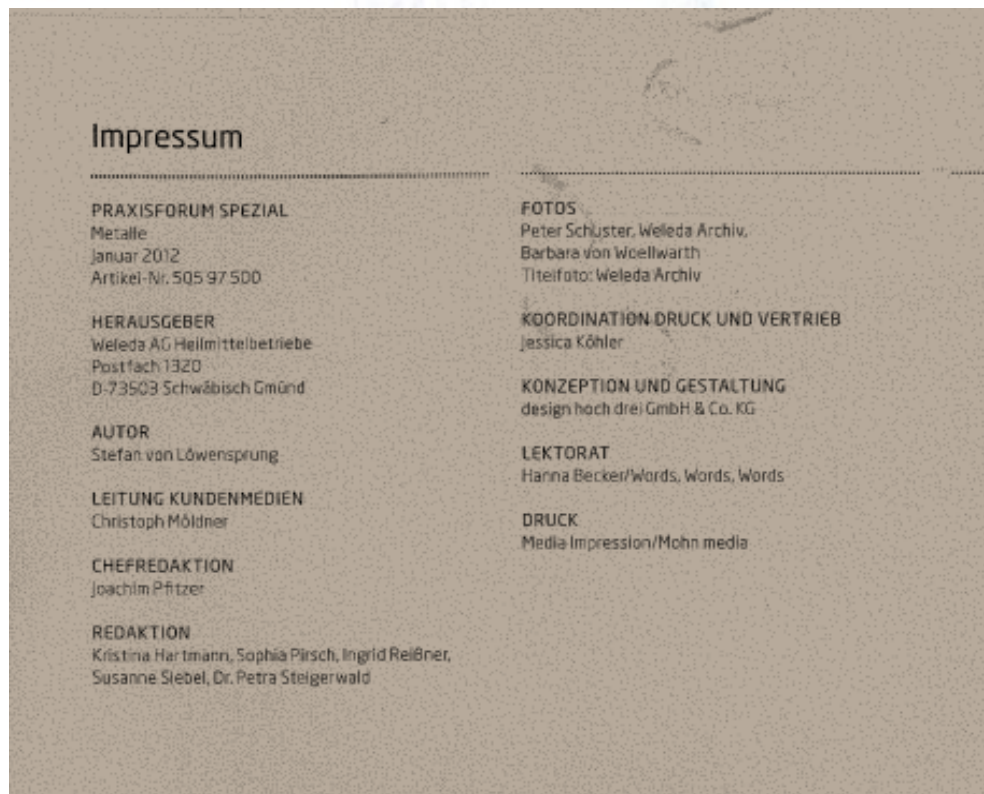 Impressum
PRAXISFORUM SPEZIAL
Metalle
Januar 2012
Artikel-Nr. 505 97 500
HERAUSGEBER
Weleda AG Heilmittelbetriebe
Postfach 1320
D-73503 Schwäbisch Gmünd
AUTOR
Stefan von Löwensprung
LEITUNG KUNDENMEDIEN
Christoph Möldner
CHEFREDAKTION
Joachim Pfitzer
REDAKTION
Kristina Hartmann, Sophia Pirsch, Ingrid Reißner,
Susanne Siebel, Dr. Petra Steigerwald
FOTOS
Peter Schuster, Weleda Archiv,
Barbara von Woellwarth
Titelfoto: Weleda Archiv
KOORDINATION DRUCK UND VERTRIEB
Jessica Köhler
KONZEPTION UND GESTALTUNG
design hoch drei GmbH & Co. KG
LEKTORAT
Hanna Becker/Words, Words, Words
DRUCK
Media Impression/Mohn media